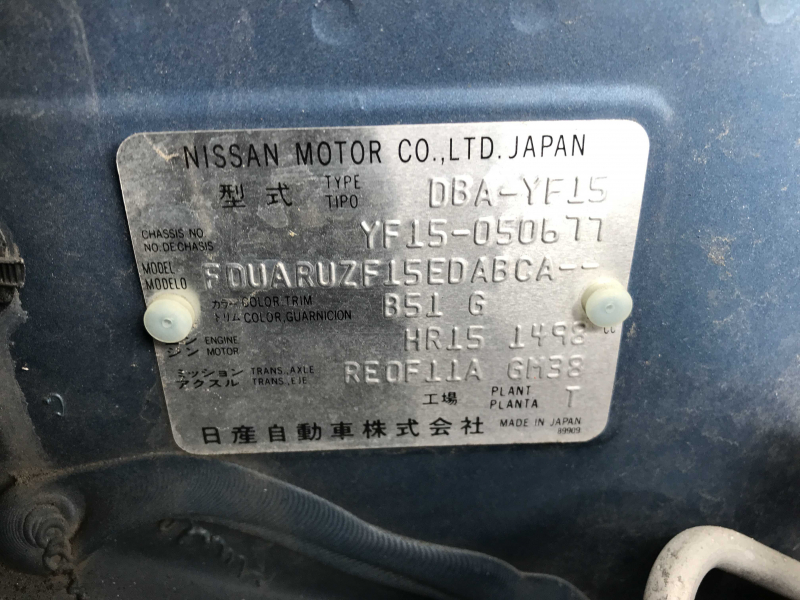 NISSAN MOTOR CO.,LTD. JAPAN
型式 TYPE TIPO DBA-YF15
CHASSIS NO. NO.DE CHASIS YF15-050677
MODEL MODELO FDUARUZF15EDABCA--
カラー COLOR,TRIM B51 G
トリム COLOR,GUARNICION
ン ENGINE HR15 1498 cc
ジン MOTOR
ミッション TRANS.,AXLE RE0F11A GM38
アクスル TRANS.,EJE
工場 PLANT PLANTA T
日産自動車株式会社 MADE IN JAPAN